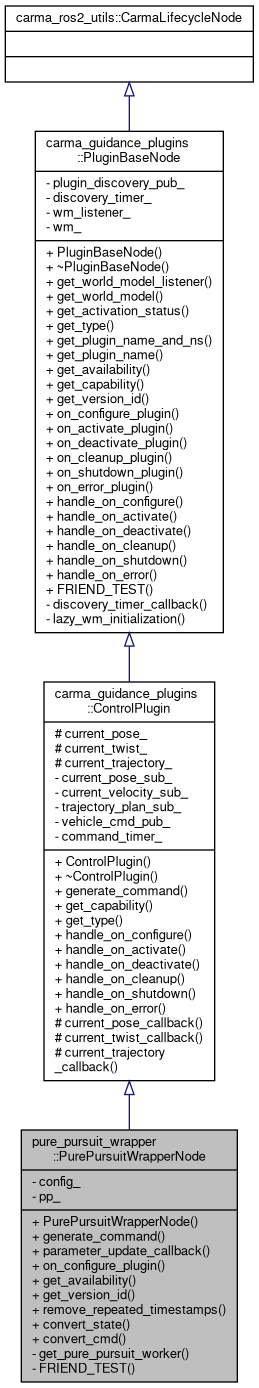 carma_ros2_utils::CarmaLifecycleNode
carma_guidance_plugins
::PluginBaseNode
- plugin_discovery_pub_
- discovery_timer_
- wm_listener_
- wm_
+ PluginBaseNode()
+ ~PluginBaseNode()
+ get_world_model_listener()
+ get_world_model()
+ get_activation_status()
+ get_type()
+ get_plugin_name_and_ns()
+ get_plugin_name()
+ get_availability()
+ get_capability()
+ get_version_id()
+ on_configure_plugin()
+ on_activate_plugin()
+ on_deactivate_plugin()
+ on_cleanup_plugin()
+ on_shutdown_plugin()
+ on_error_plugin()
+ handle_on_configure()
+ handle_on_activate()
+ handle_on_deactivate()
+ handle_on_cleanup()
+ handle_on_shutdown()
+ handle_on_error()
+ FRIEND_TEST()
- discovery_timer_callback()
- lazy_wm_initialization()
carma_guidance_plugins
::ControlPlugin
# current_pose_
# current_twist_
# current_trajectory_
- current_pose_sub_
- current_velocity_sub_
- trajectory_plan_sub_
- vehicle_cmd_pub_
- command_timer_
+ ControlPlugin()
+ ~ControlPlugin()
+ generate_command()
+ get_capability()
+ get_type()
+ handle_on_configure()
+ handle_on_activate()
+ handle_on_deactivate()
+ handle_on_cleanup()
+ handle_on_shutdown()
+ handle_on_error()
# current_pose_callback()
# current_twist_callback()
# current_trajectory
_callback()
pure_pursuit_wrapper
::PurePursuitWrapperNode
- config_
- pp_
+ PurePursuitWrapperNode()
+ generate_command()
+ parameter_update_callback()
+ on_configure_plugin()
+ get_availability()
+ get_version_id()
+ remove_repeated_timestamps()
+ convert_state()
+ convert_cmd()
- get_pure_pursuit_worker()
- FRIEND_TEST()